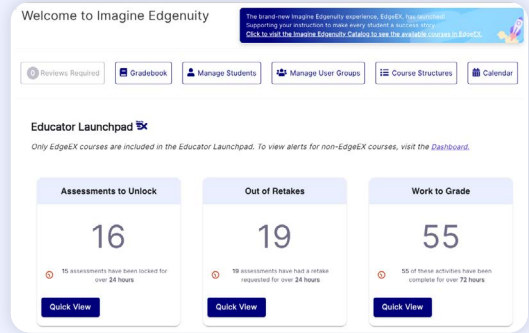 Welcome to Imagine Edgenuity
The brand-new Imagine Edgenuity experience, EdgeEX, has launched!
Supporting your instruction to make every student a success story.
Click to visit the Imagine Edgenuity Catalog to see the available courses in EdgeEX.
0 Reviews Required
Gradebook
Manage Students
Manage User Groups
Course Structures
Calendar
Educator Launchpad EX
Only EdgeEX courses are included in the Educator Launchpad. To view alerts for non-EdgeEX courses, visit the Dashboard.
Assessments to Unlock
16
15 assessments have been locked for
over 24 hours
Quick View
Out of Retakes
19
19 assessments have had a retake
requested for over 24 hours
Quick View
Work to Grade
55
55 of these activities have been
complete for over 72 hours
Quick View